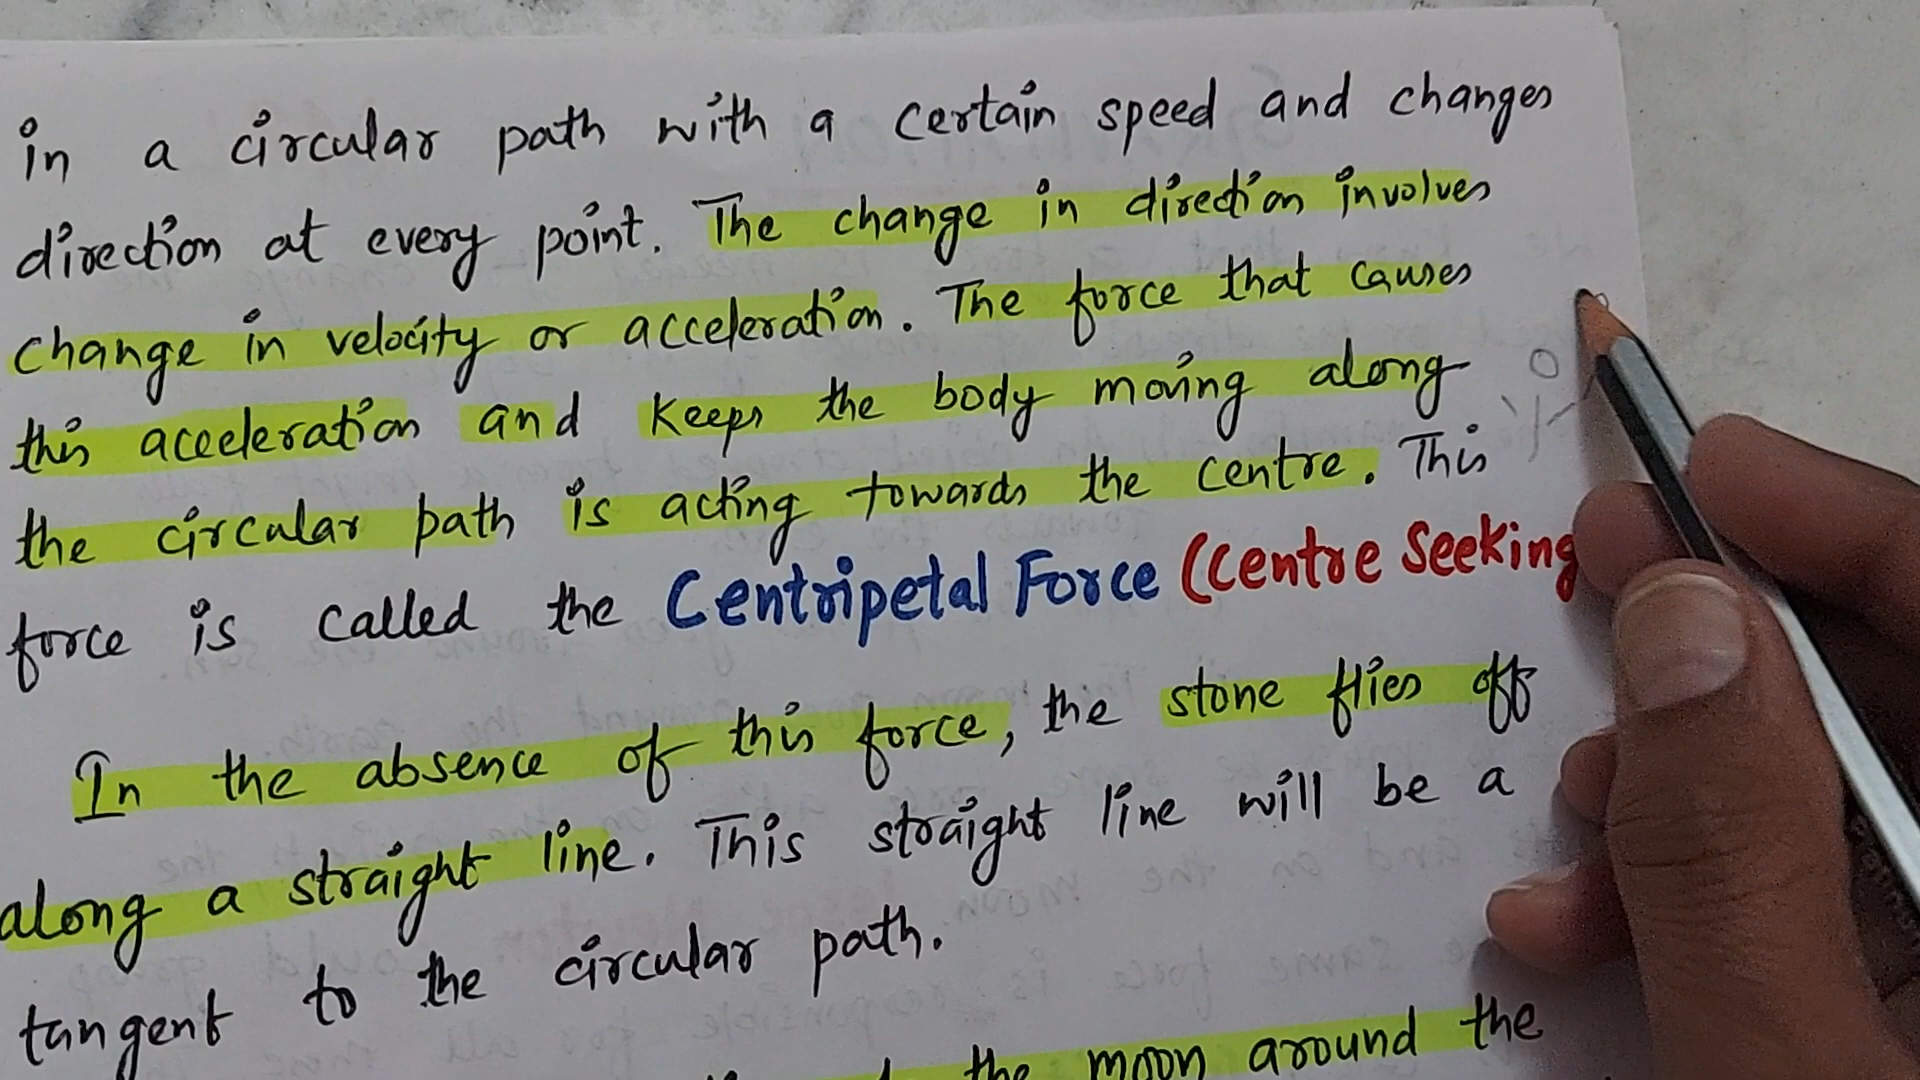 in a circular path with a certain speed and changes
direction at every point. The change in direction involves
change in velocity or acceleration. The force that causes
this acceleration and keeps the body moving along
the circular path is acting towards the centre. This
force is called the Centripetal Force (Centre Seeking
In the absence of this force, the stone flies off
along a straight line. This straight line will be a
tangent to the circular path.
the moon around the